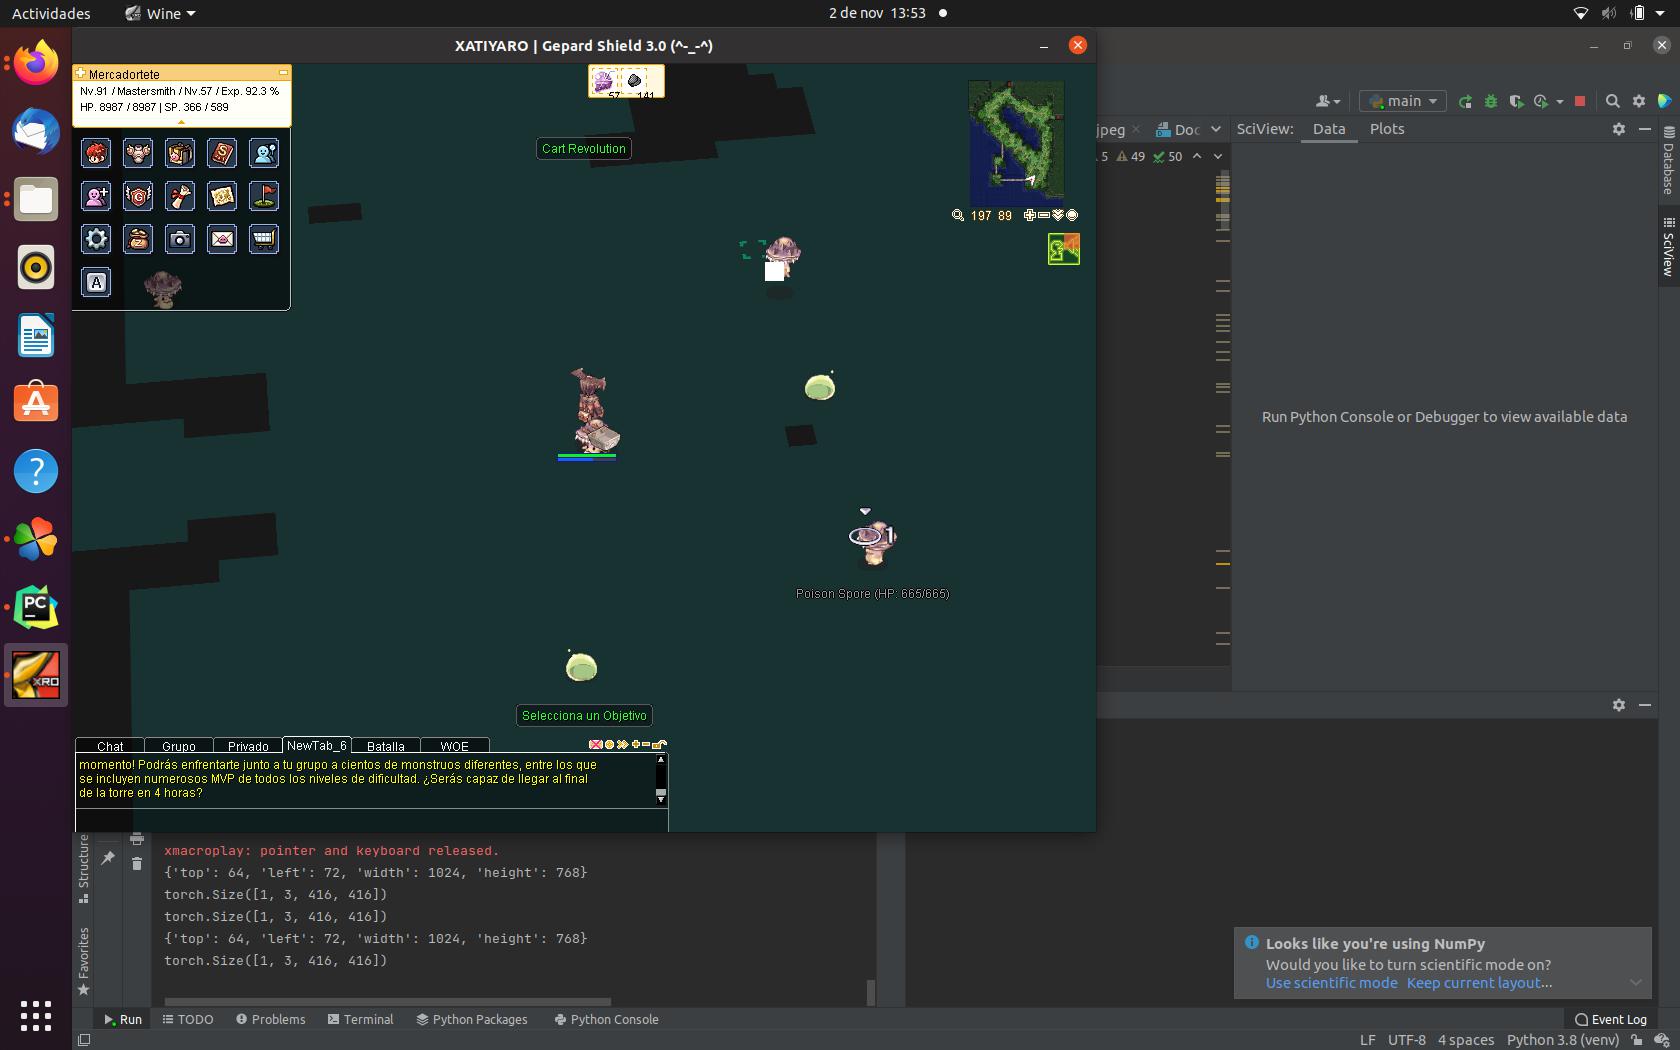 Actividades
Wine
2 de nov 13:53
XATIYARO | Gepard Shield 3.0 (^-_-^)
Mercadortete
Nv.91 / Mastersmith / Nv.57 / Exp. 92.3 %
HP. 8987 / 8987 | SP. 366 / 589
57
141
Cart Revolution
197 89
A
1
Poison Spore (HP: 665/665)
Selecciona un Objetivo
Chat
Grupo
Privado
NewTab_6
Batalla
WOE
momento! Podrás enfrentarte junto a tu grupo a cientos de monstruos diferentes, entre los que
se incluyen numerosos MVP de todos los niveles de dificultad. ¿Serás capaz de llegar al final
de la torre en 4 horas?
main
jpeg
Doc
SciView:
Data
Plots
5
49
50
Database
SciView
Run Python Console or Debugger to view available data
PC
XRO
Structure
Favorites
xmacroplay: pointer and keyboard released.
{'top': 64, 'left': 72, 'width': 1024, 'height': 768}
torch.Size([1, 3, 416, 416])
torch.Size([1, 3, 416, 416])
{'top': 64, 'left': 72, 'width': 1024, 'height': 768}
torch.Size([1, 3, 416, 416])
Looks like you're using NumPy
Would you like to turn scientific mode on?
Use scientific mode Keep current layout...
Run
TODO
Problems
Terminal
Python Packages
Python Console
Event Log
LF UTF-8 4 spaces Python 3.8 (venv)